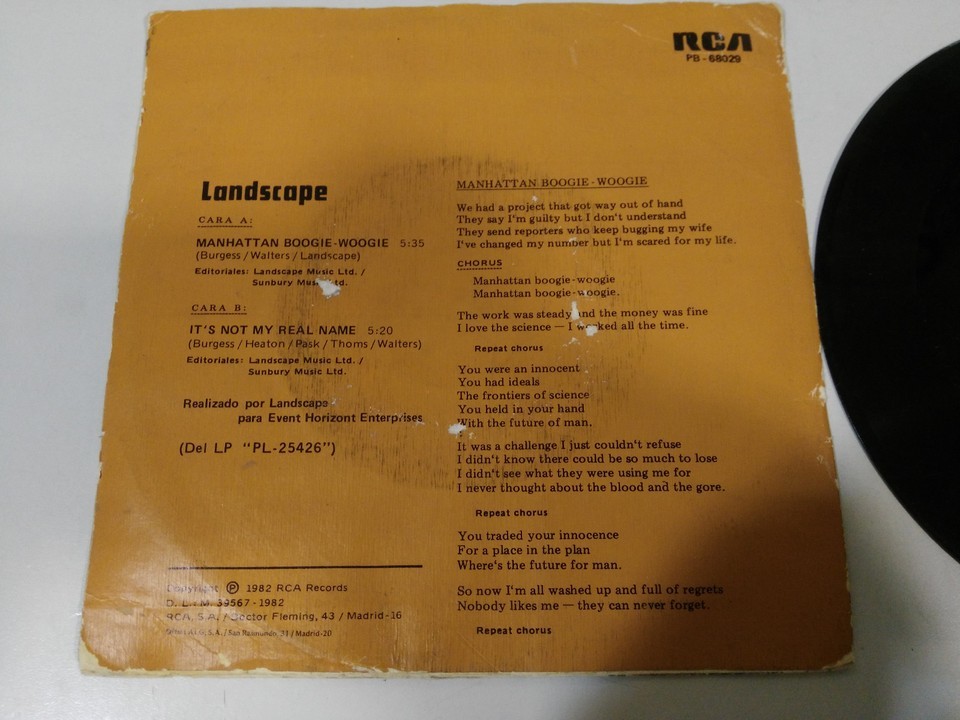 RCA
PB - 68029
Landscape
CARA A:
MANHATTAN BOOGIE-WOOGIE 5:35
(Burgess / Walters / Landscape)
Editoriales: Landscape Music Ltd. /
Sunbury Music Ltd.
CARA B:
IT'S NOT MY REAL NAME 5:20
(Burgess / Heaton / Pask / Thoms / Walters)
Editoriales: Landscape Music Ltd. /
Sunbury Music Ltd.
Realizado por Landscape
para Event Horizont Enterprises
(Del LP "PL-25426")
Copyright Ⓟ 1982 RCA Records
D. L. : M. 39567 - 1982
RCA, S.A. / Doctor Fleming, 43 / Madrid-16
S.A. / San Raimundo, 21 / Madrid-20
MANHATTAN BOOGIE - WOOGIE
We had a project that got way out of hand
They say I'm guilty but I don't understand
They send reporters who keep bugging my wife
I've changed my number but I'm scared for my life.
CHORUS
Manhattan boogie-woogie
Manhattan boogie-woogie.
The work was steady and the money was fine
I love the science — I worked all the time.
Repeat chorus
You were an innocent
You had ideals
The frontiers of science
You held in your hand
With the future of man.
It was a challenge I just couldn't refuse
I didn't know there could be so much to lose
I didn't see what they were using me for
I never thought about the blood and the gore.
Repeat chorus
You traded your innocence
For a place in the plan
Where's the future for man.
So now I'm all washed up and full of regrets
Nobody likes me — they can never forget.
Repeat chorus